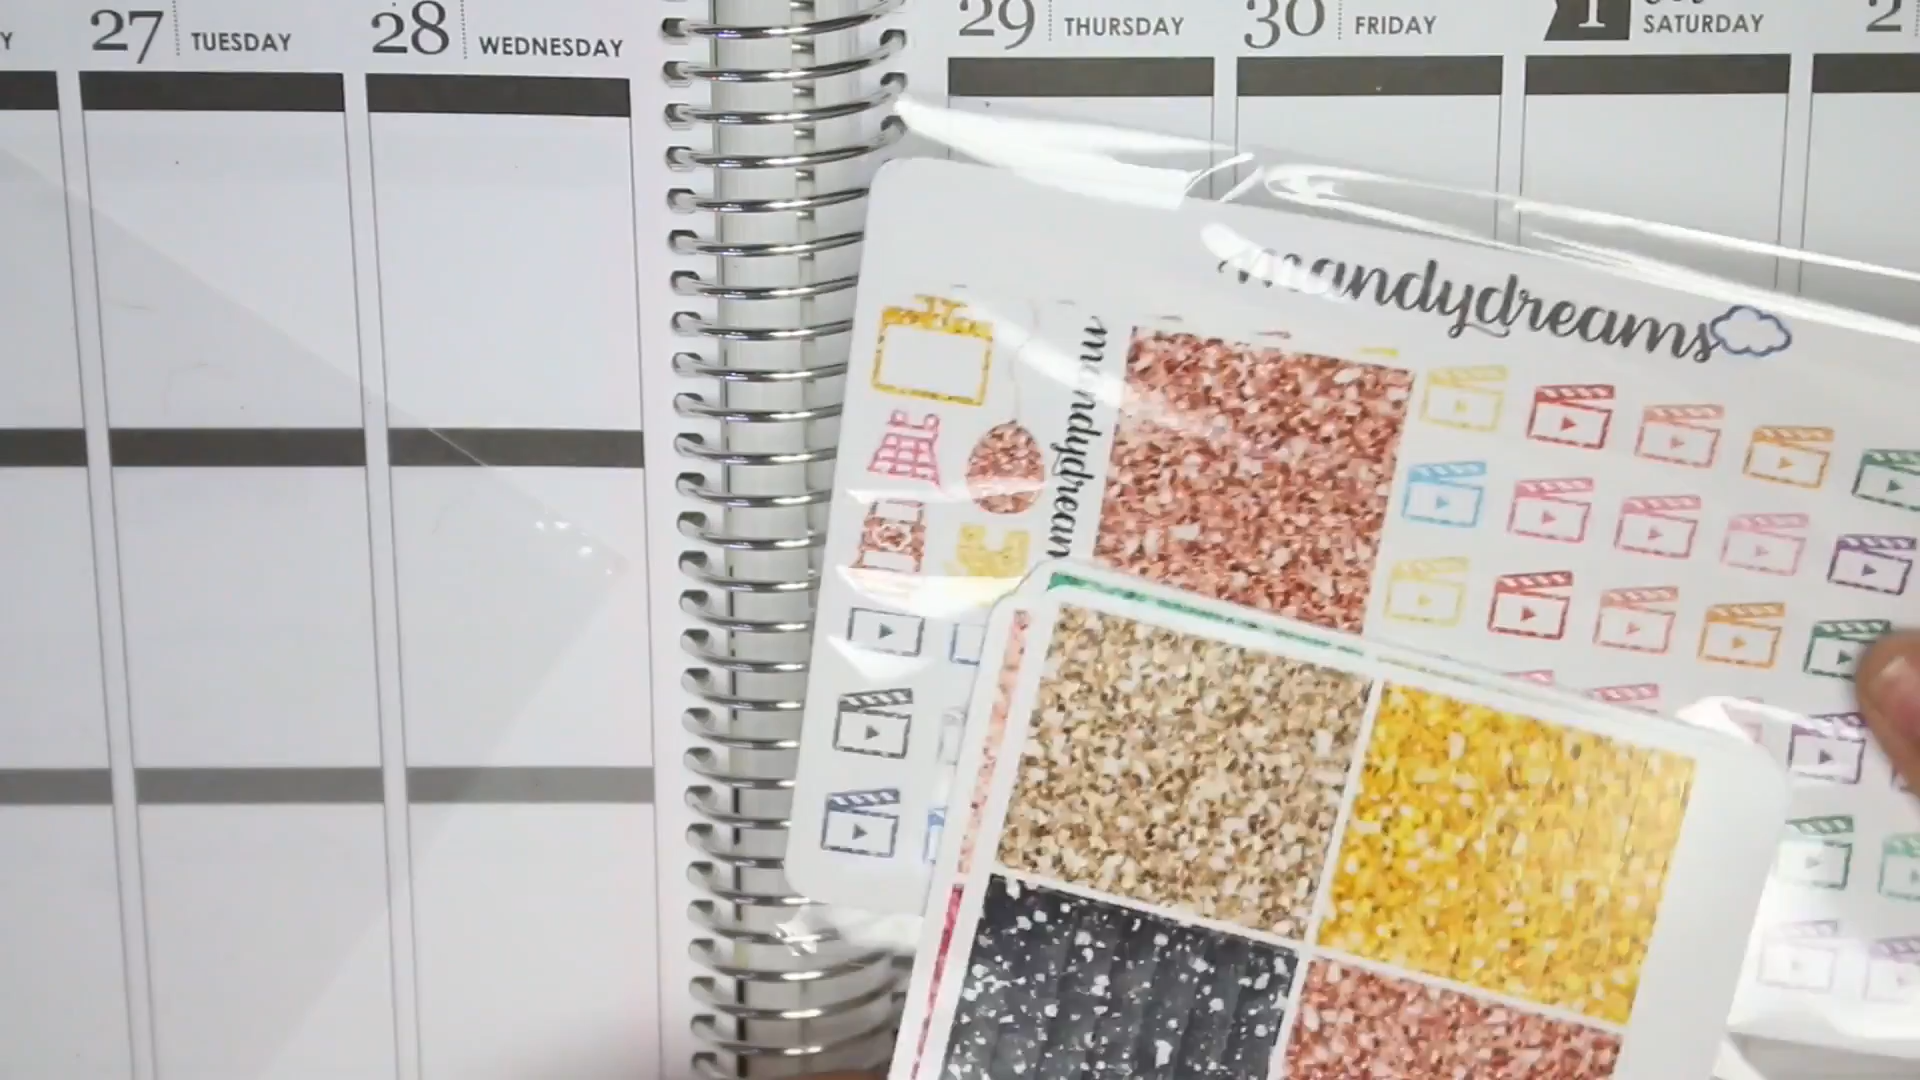 Y
27 TUESDAY
28 WEDNESDAY
29 THURSDAY
30 FRIDAY
1 SATURDAY
2
mandydreams
mandydream